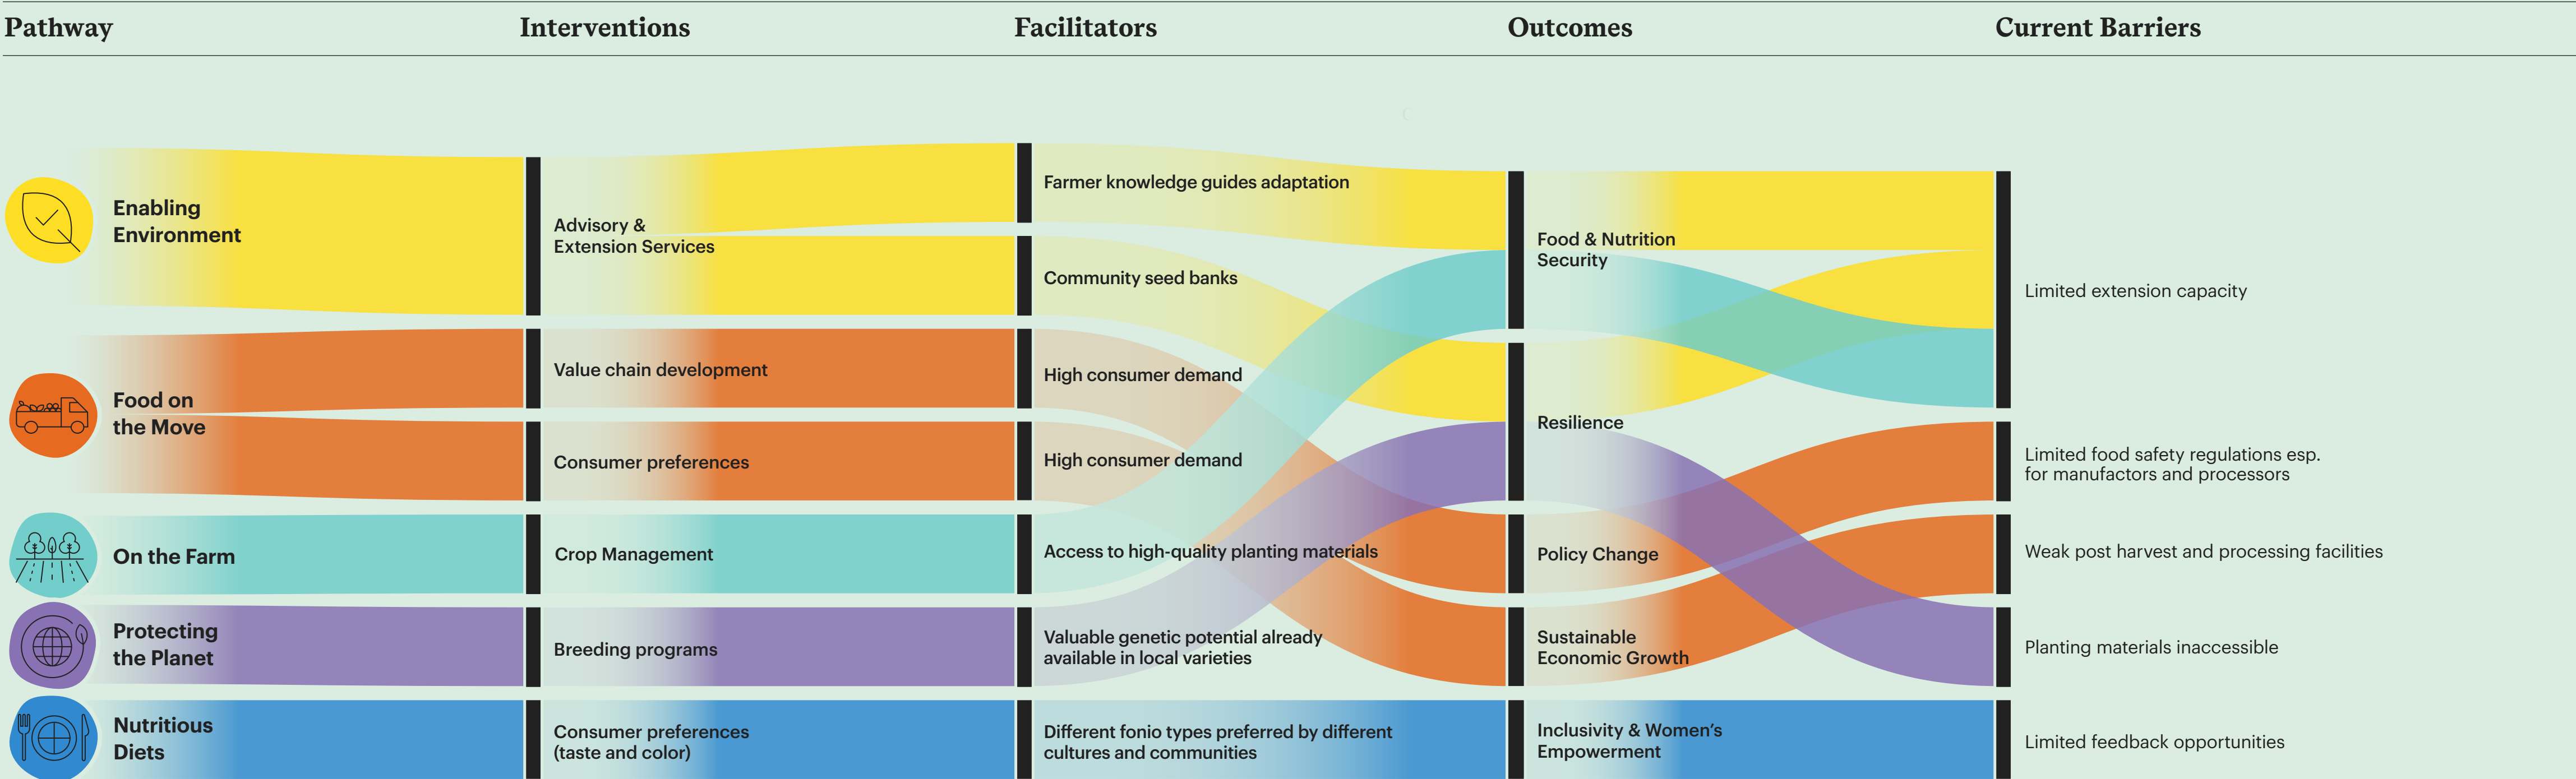 Pathway
Interventions
Facilitators
Outcomes
Current Barriers
Enabling
Environment
Advisory &
Extension Services
Farmer knowledge guides adaptation
Community seed banks
Food & Nutrition
Security
Limited extension capacity
Food on
the Move
Value chain development
Consumer preferences
High consumer demand
High consumer demand
Resilience
Limited food safety regulations esp.
for manufactors and processors
On the Farm
Crop Management
Access to high-quality planting materials
Policy Change
Weak post harvest and processing facilities
Protecting
the Planet
Breeding programs
Valuable genetic potential already
available in local varieties
Sustainable
Economic Growth
Planting materials inaccessible
Nutritious
Diets
Consumer preferences
(taste and color)
Different fonio types preferred by different
cultures and communities
Inclusivity & Women’s
Empowerment
Limited feedback opportunities